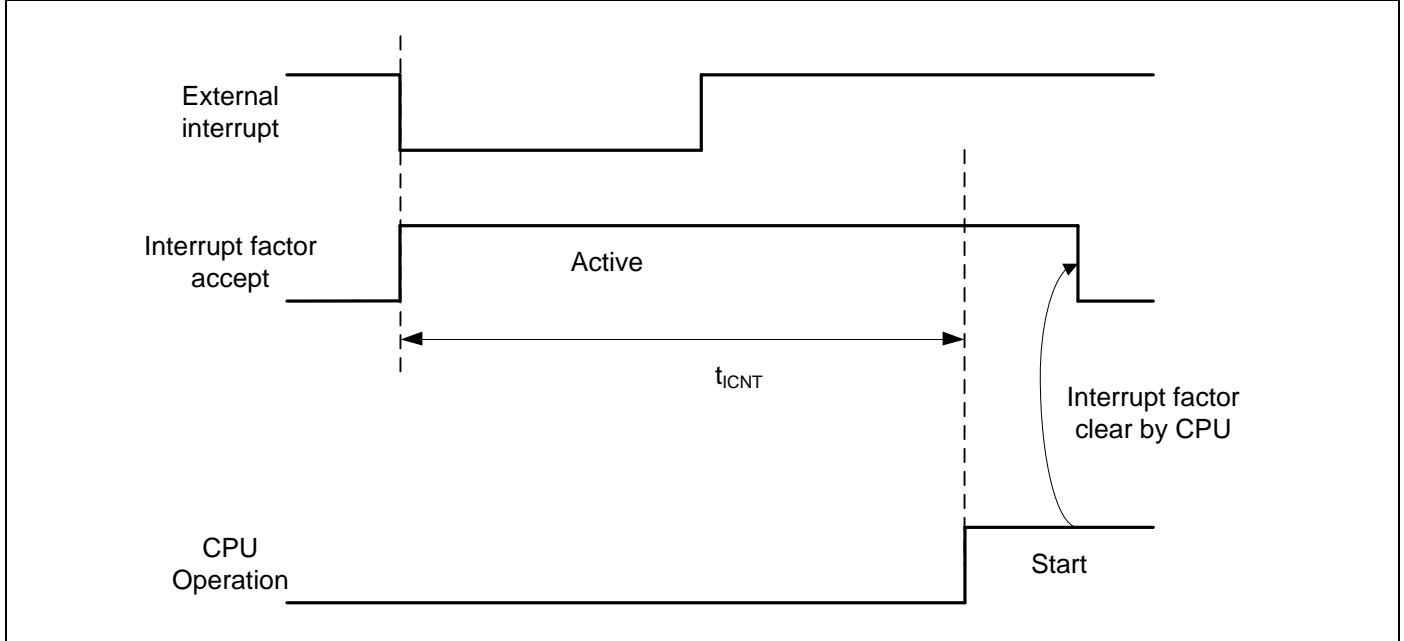 External
interrupt
Interrupt factor
accept
Active
tICNT
Interrupt factor
clear by CPU
CPU
Operation
Start